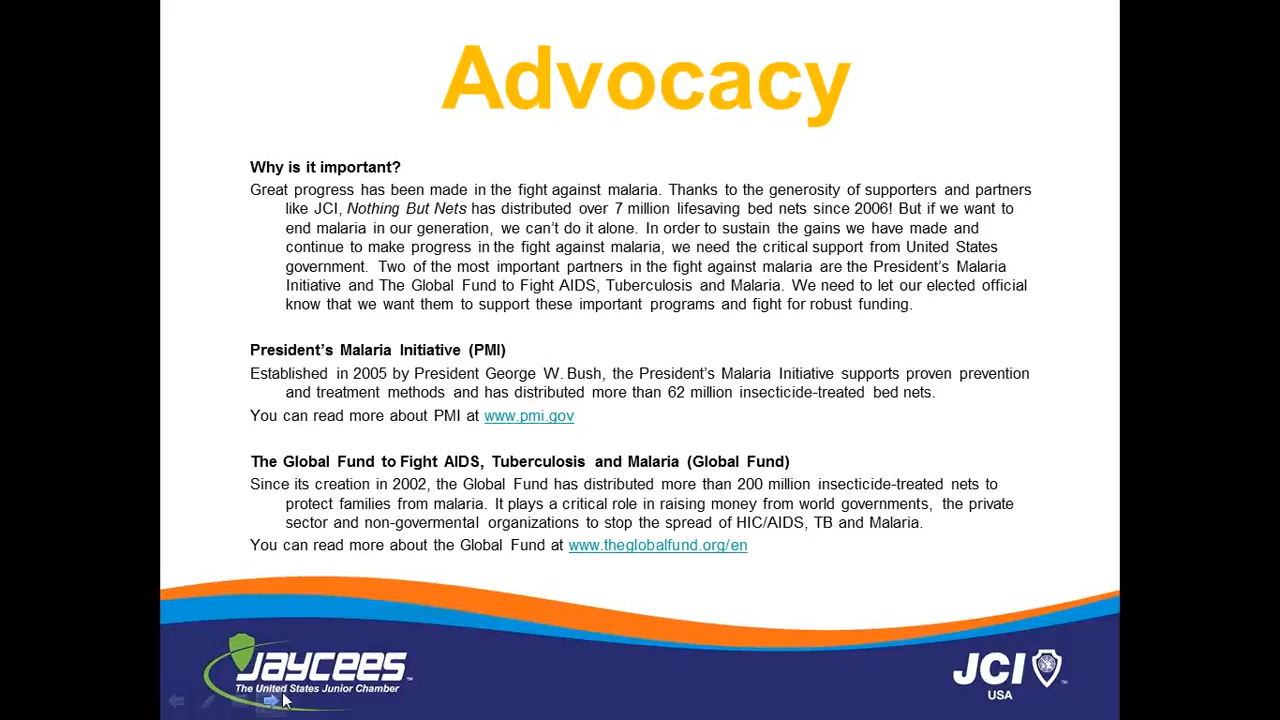 Advocacy
Why is it important?
Great progress has been made in the fight against malaria. Thanks to the generosity of supporters and partners
like JCI, Nothing But Nets has distributed over 7 million lifesaving bed nets since 2006! But if we want to
end malaria in our generation, we can’t do it alone. In order to sustain the gains we have made and
continue to make progress in the fight against malaria, we need the critical support from United States
government. Two of the most important partners in the fight against malaria are the President’s Malaria
Initiative and The Global Fund to Fight AIDS, Tuberculosis and Malaria. We need to let our elected official
know that we want them to support these important programs and fight for robust funding.
President’s Malaria Initiative (PMI)
Established in 2005 by President George W. Bush, the President’s Malaria Initiative supports proven prevention
and treatment methods and has distributed more than 62 million insecticide-treated bed nets.
You can read more about PMI at www.pmi.gov
The Global Fund to Fight AIDS, Tuberculosis and Malaria (Global Fund)
Since its creation in 2002, the Global Fund has distributed more than 200 million insecticide-treated nets to
protect families from malaria. It plays a critical role in raising money from world governments, the private
sector and non-govermental organizations to stop the spread of HIC/AIDS, TB and Malaria.
You can read more about the Global Fund at www.theglobalfund.org/en
Jaycees™
The United States Junior Chamber
JCI™
USA